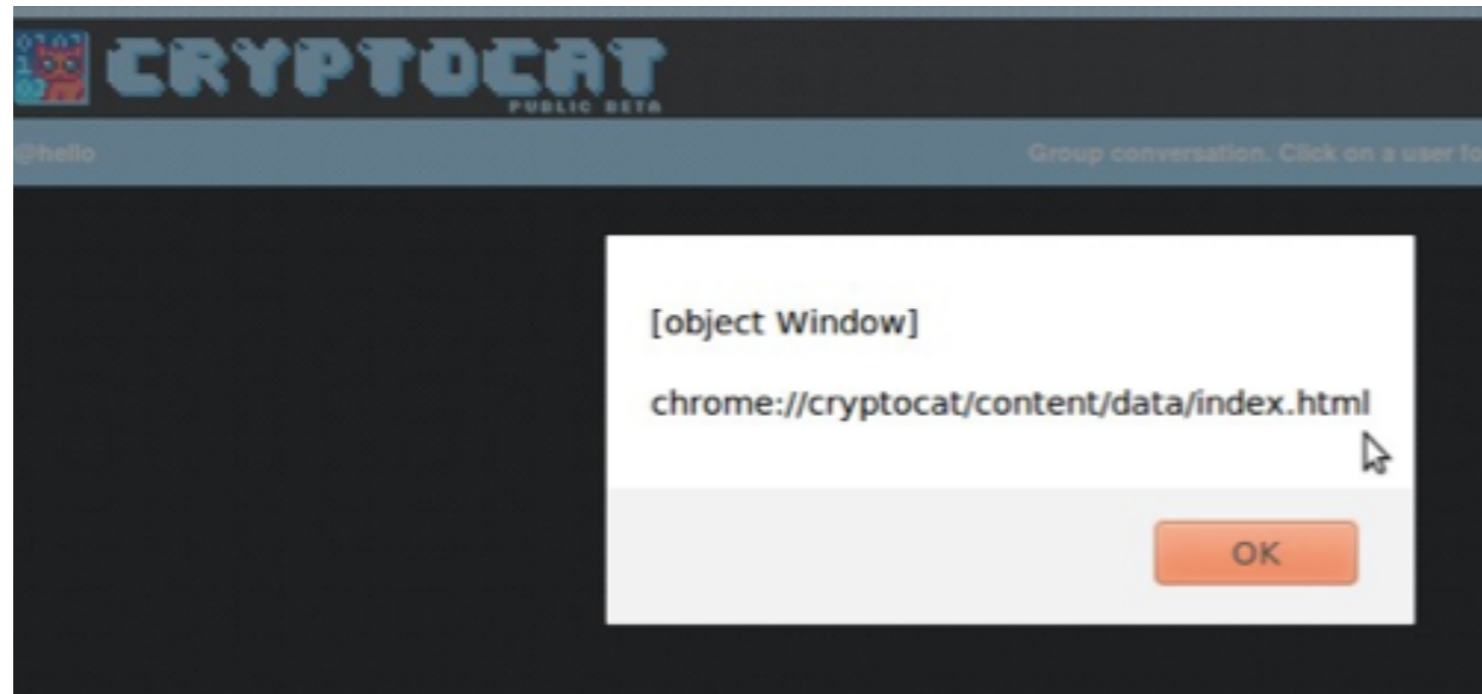 CRYPTOCAT
PUBLIC BETA
@hello
Group conversation. Click on a user fo
[object Window]
chrome://cryptocat/content/data/index.html
OK